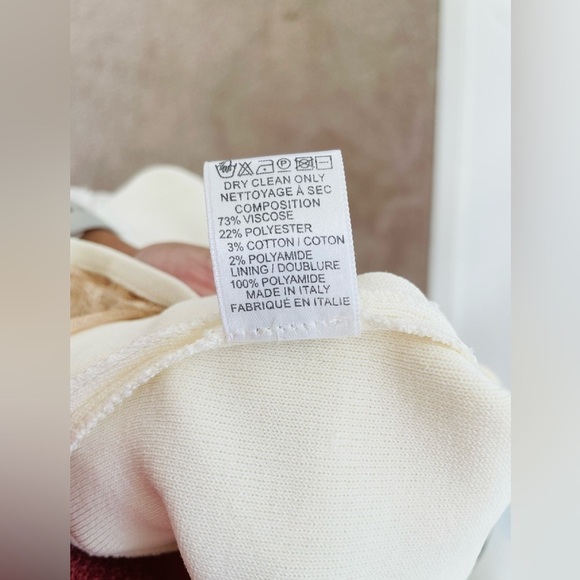 DRY CLEAN ONLY
NETTOYAGE À SEC
COMPOSITION
73% VISCOSE
22% POLYESTER
3% COTTON / COTON
2% POLYAMIDE
LINING / DOUBLURE
100% POLYAMIDE
MADE IN ITALY
FABRIQUÉ EN ITALIE